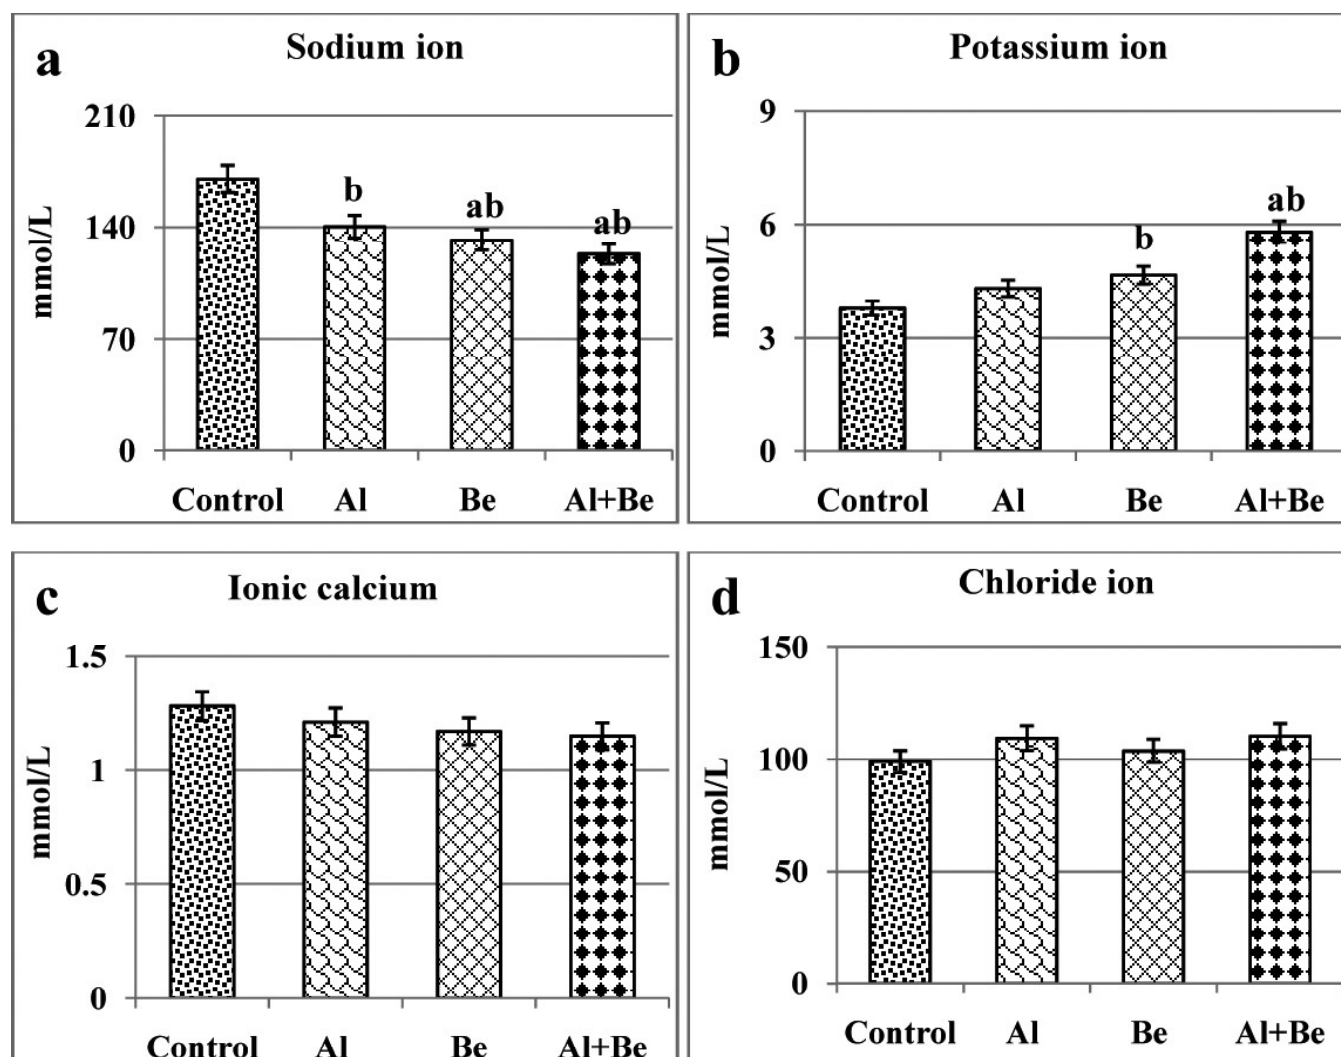 a
Sodium ion
210
140
70
0
mmol/L
b
ab
ab
Control Al Be Al+Be
b
Potassium ion
9
6
3
0
mmol/L
b
ab
Control Al Be Al+Be
c
Ionic calcium
1.5
1
0.5
0
mmol/L
Control Al Be Al+Be
d
Chloride ion
150
100
50
0
mmol/L
Control Al Be Al+Be